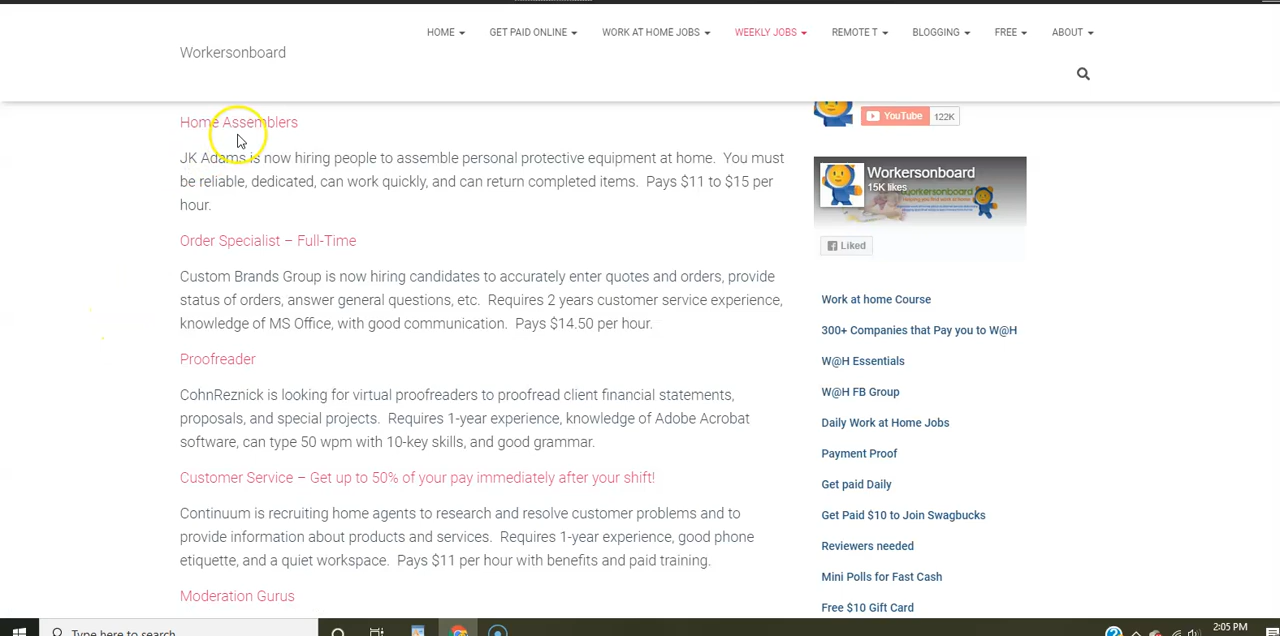 HOME
GET PAID ONLINE
WORK AT HOME JOBS
WEEKLY JOBS
REMOTE T
BLOGGING
FREE
ABOUT
Workersonboard
Home Assemblers
JK Adams is now hiring people to assemble personal protective equipment at home. You must
be reliable, dedicated, can work quickly, and can return completed items. Pays $11 to $15 per
hour.
Order Specialist – Full-Time
Custom Brands Group is now hiring candidates to accurately enter quotes and orders, provide
status of orders, answer general questions, etc. Requires 2 years customer service experience,
knowledge of MS Office, with good communication. Pays $14.50 per hour.
Proofreader
CohnReznick is looking for virtual proofreaders to proofread client financial statements,
proposals, and special projects. Requires 1-year experience, knowledge of Adobe Acrobat
software, can type 50 wpm with 10-key skills, and good grammar.
Customer Service – Get up to 50% of your pay immediately after your shift!
Continuum is recruiting home agents to research and resolve customer problems and to
provide information about products and services. Requires 1-year experience, good phone
etiquette, and a quiet workspace. Pays $11 per hour with benefits and paid training.
Moderation Gurus
YouTube 122K
Workersonboard
15K likes
Liked
Work at home Course
300+ Companies that Pay you to W@H
W@H Essentials
W@H FB Group
Daily Work at Home Jobs
Payment Proof
Get paid Daily
Get Paid $10 to Join Swagbucks
Reviewers needed
Mini Polls for Fast Cash
Free $10 Gift Card
Type here to search
2:05 PM